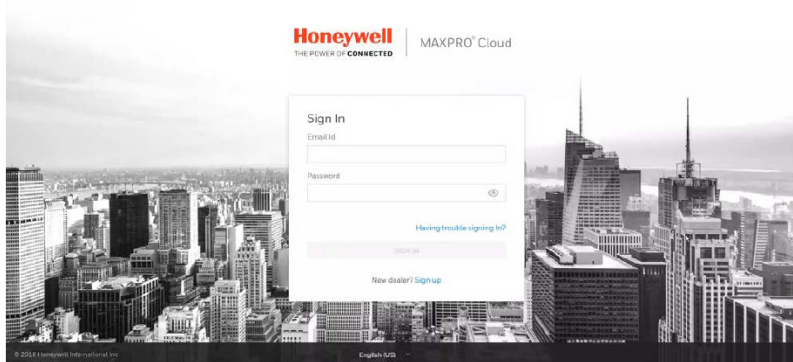 Honeywell
THE POWER OF CONNECTED
MAXPRO® Cloud
Sign In
Email Id
Password
Having trouble signing In?
SIGN IN
New dealer? Sign up
© 2016 Honeywell International Inc
English (US)